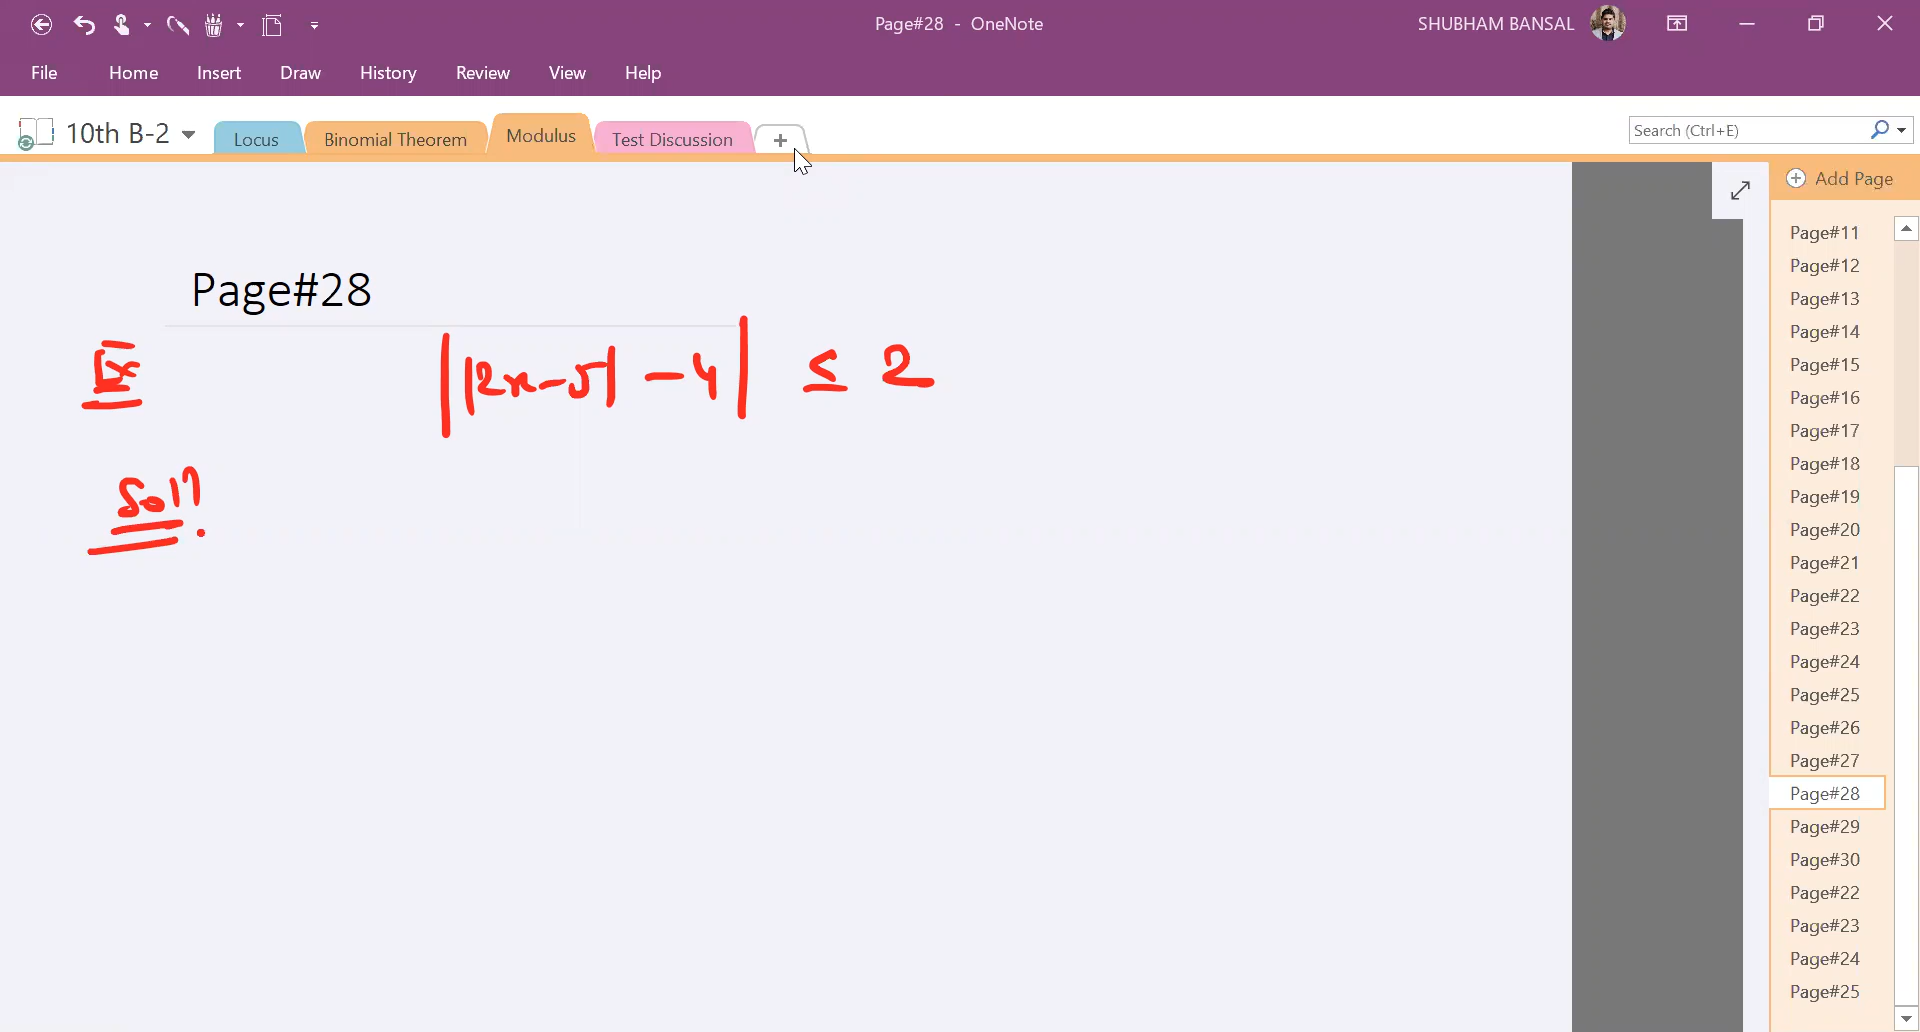 Page#28 - OneNote
SHUBHAM BANSAL
File Home Insert Draw History Review View Help
10th B-2
Locus Binomial Theorem Modulus Test Discussion
Search (Ctrl+E)
Add Page
Page#28
Ex ||2x-5|-4| ≤ 2
Sol
Page#11
Page#12
Page#13
Page#14
Page#15
Page#16
Page#17
Page#18
Page#19
Page#20
Page#21
Page#22
Page#23
Page#24
Page#25
Page#26
Page#27
Page#28
Page#29
Page#30
Page#22
Page#23
Page#24
Page#25